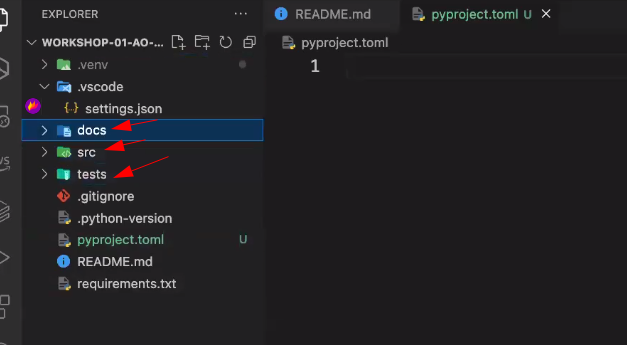 EXPLORER
README.md
pyproject.toml U
WORKSHOP-01-AO-...
pyproject.toml
.venv
1
.vscode
settings.json
docs
src
tests
.gitignore
.python-version
pyproject.toml U
README.md
requirements.txt